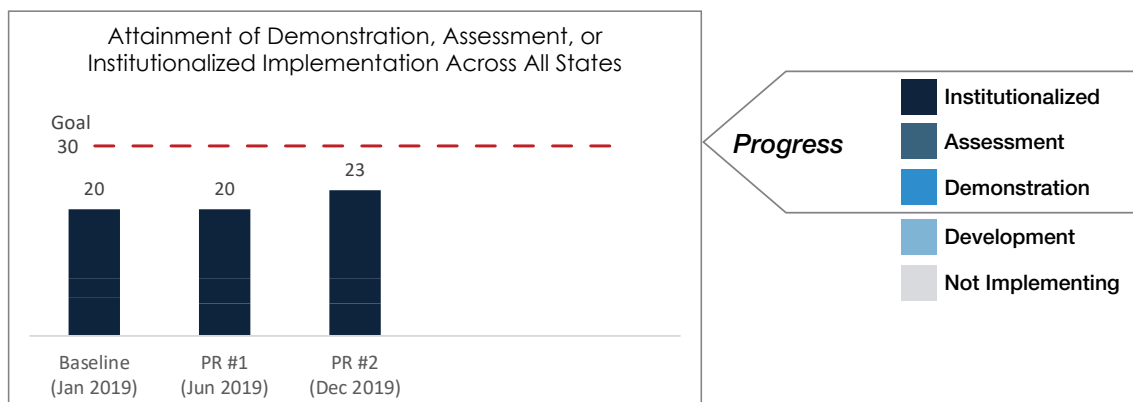 Attainment of Demonstration, Assessment, or
Institutionalized Implementation Across All States
Goal
30
20
20
23
Baseline
(Jan 2019)
PR #1
(Jun 2019)
PR #2
(Dec 2019)
Progress
Institutionalized
Assessment
Demonstration
Development
Not Implementing